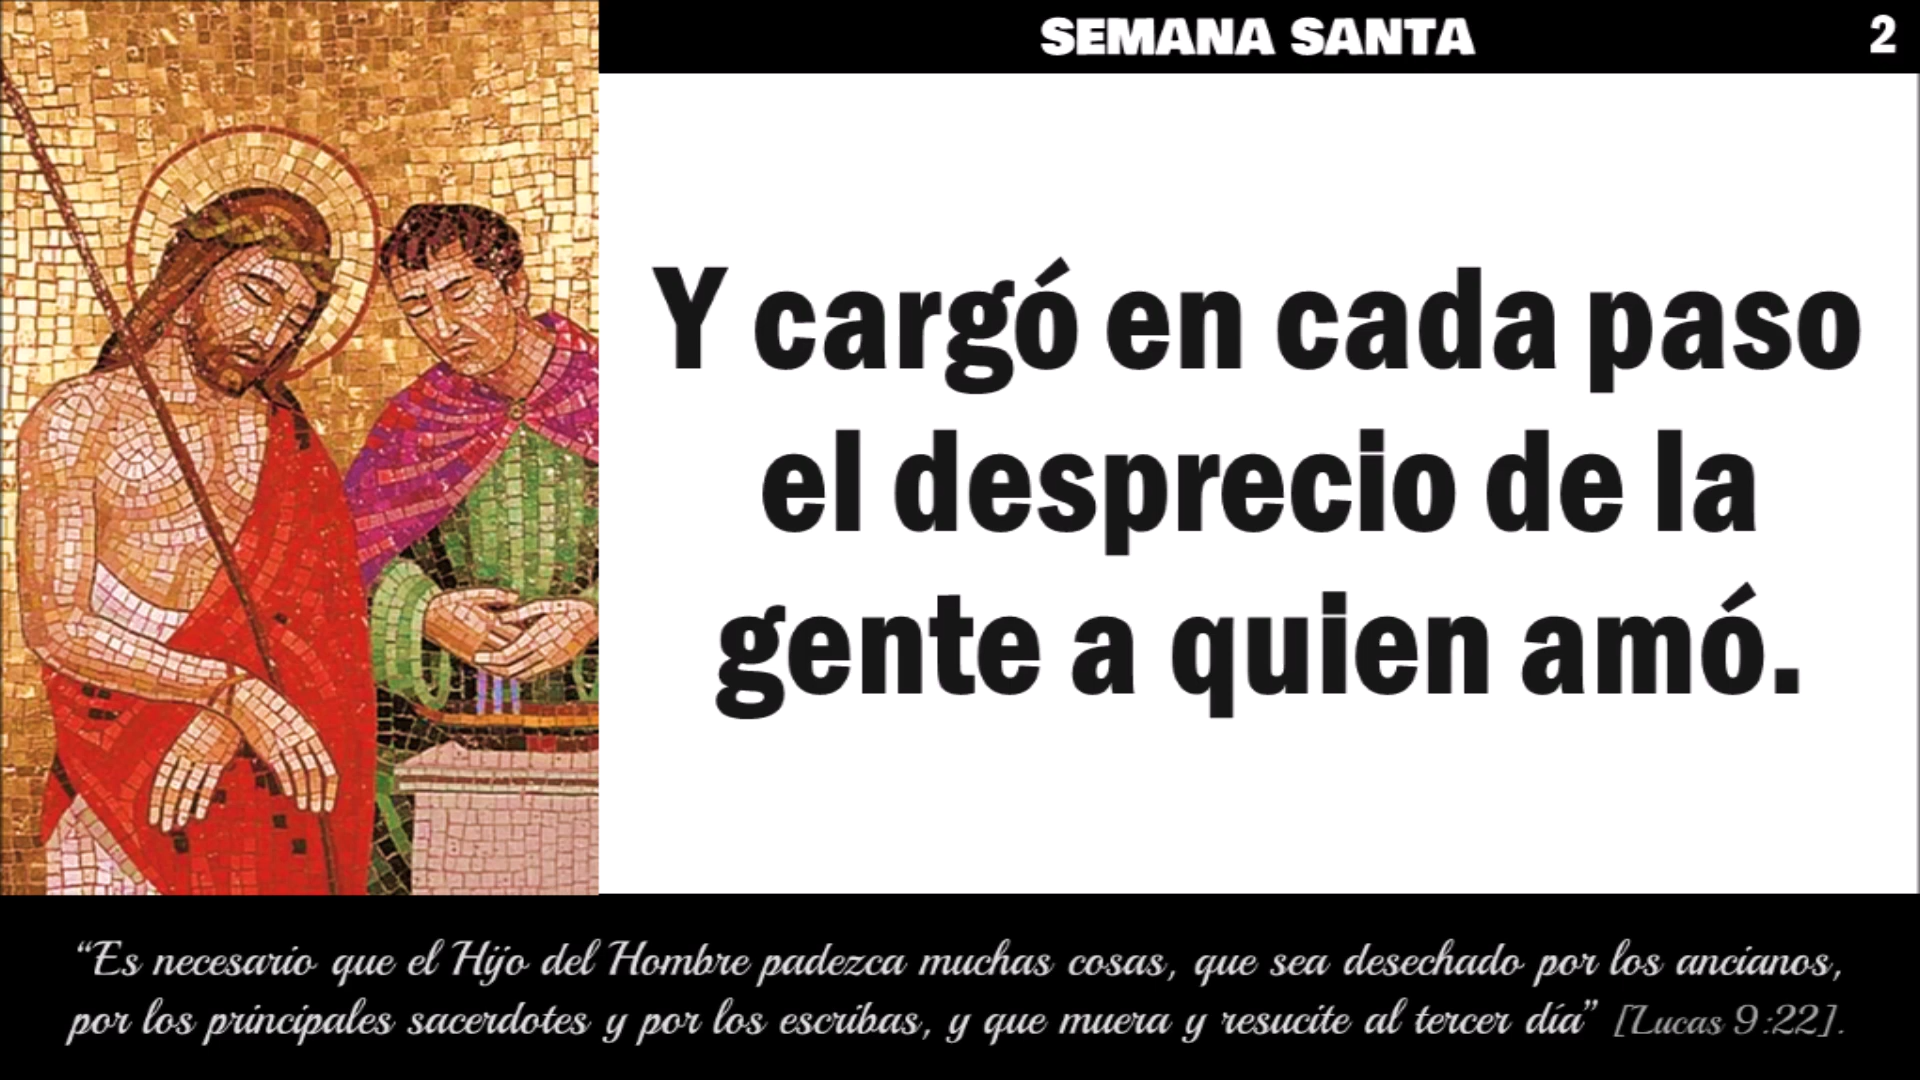 SEMANA SANTA
2
Y cargó en cada paso
el desprecio de la
gente a quien amó.
“Es necesario que el Hijo del Hombre padezca muchas cosas, que sea desechado por los ancianos,
por los principales sacerdotes y por los escribas, y que muera y resucite al tercer día” [Lucas 9:22].